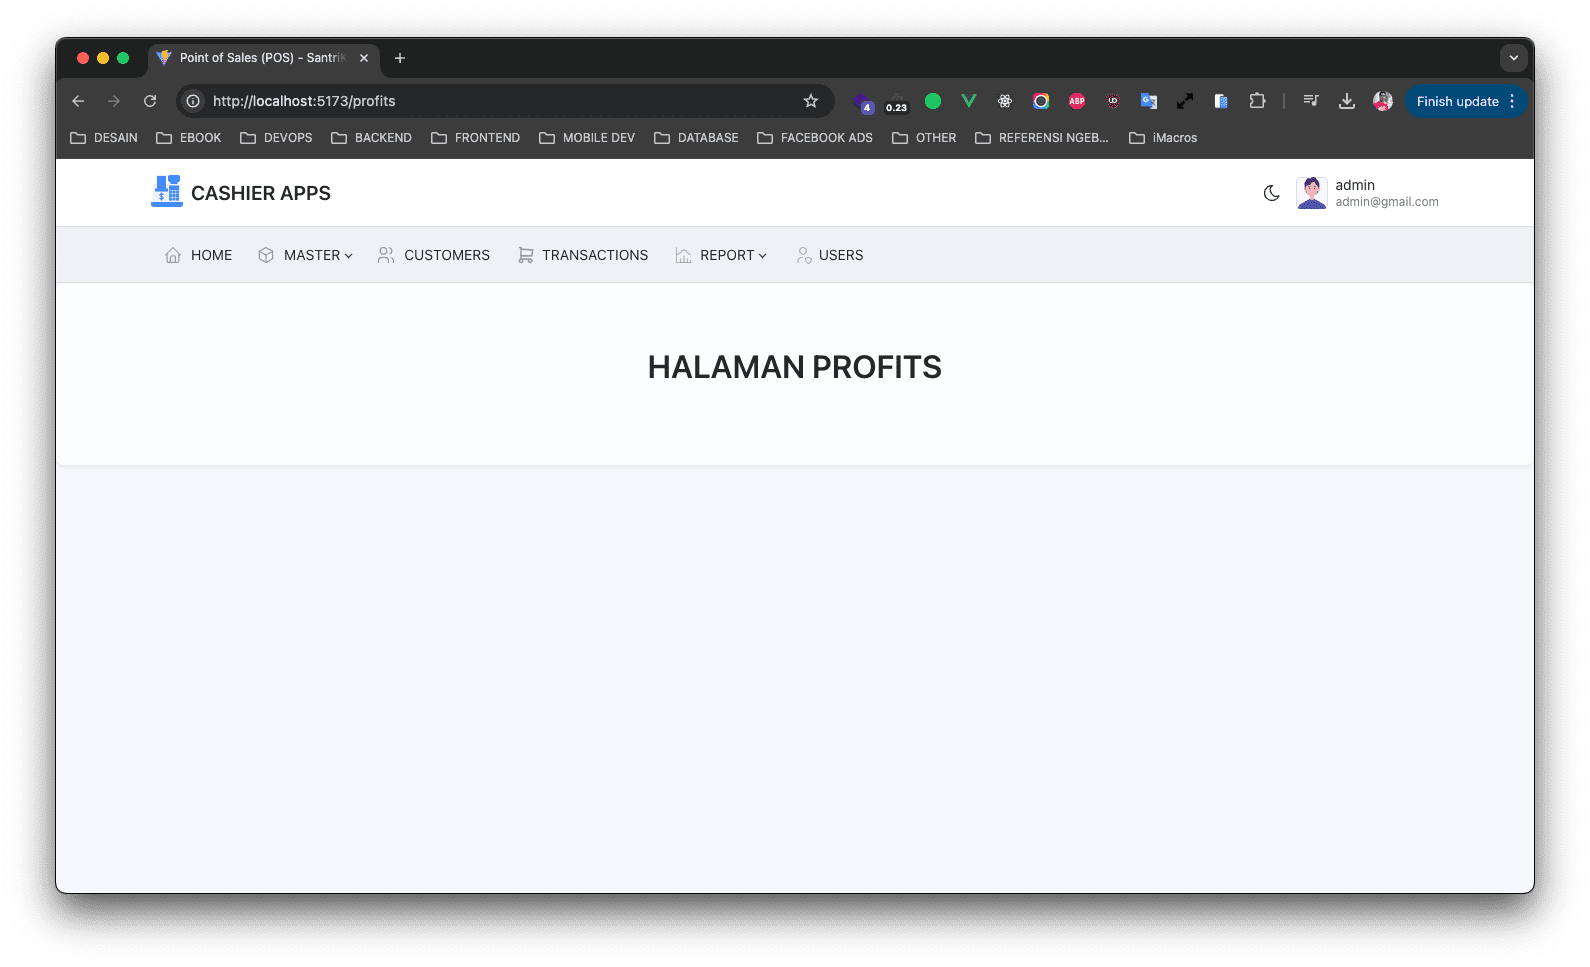 Point of Sales (POS) - Santri
http://localhost:5173/profits
4
0.23
ABP
Finish update
DESAIN EBOOK DEVOPS BACKEND FRONTEND MOBILE DEV DATABASE FACEBOOK ADS OTHER REFERENSI NGEB... iMacros
CASHIER APPS
admin
admin@gmail.com
HOME MASTER CUSTOMERS TRANSACTIONS REPORT USERS
HALAMAN PROFITS